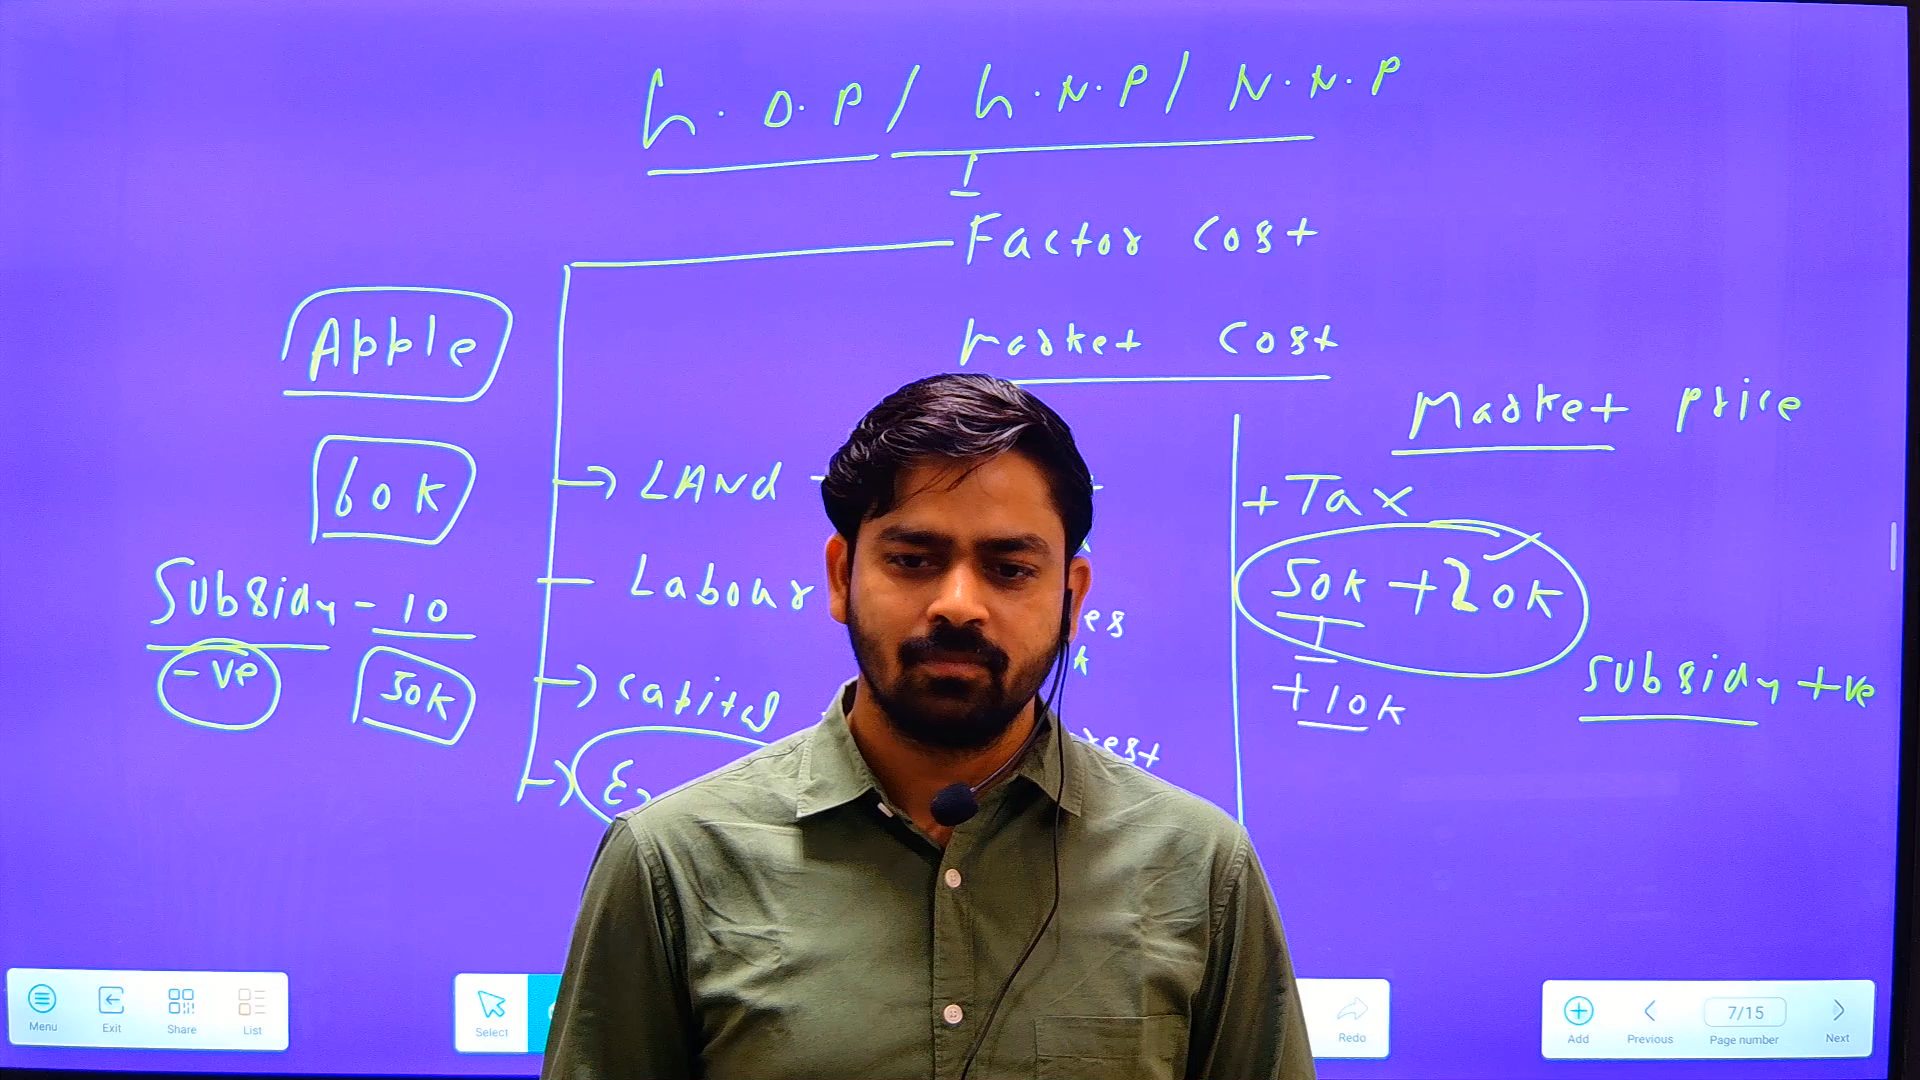 G.D.P/ G.N.P/ N.N.P
Factor Cost
Market Cost
Apple
Market price
60K
→ LAND
+ Tax
50K + 20K
Subsidy - 10
- Labour
-ve
50K
→ Capital
+10K
Subsidy +ve
Menu
Exit
Share
List
Select
Redo
Add
Previous
7/15
Page number
Next